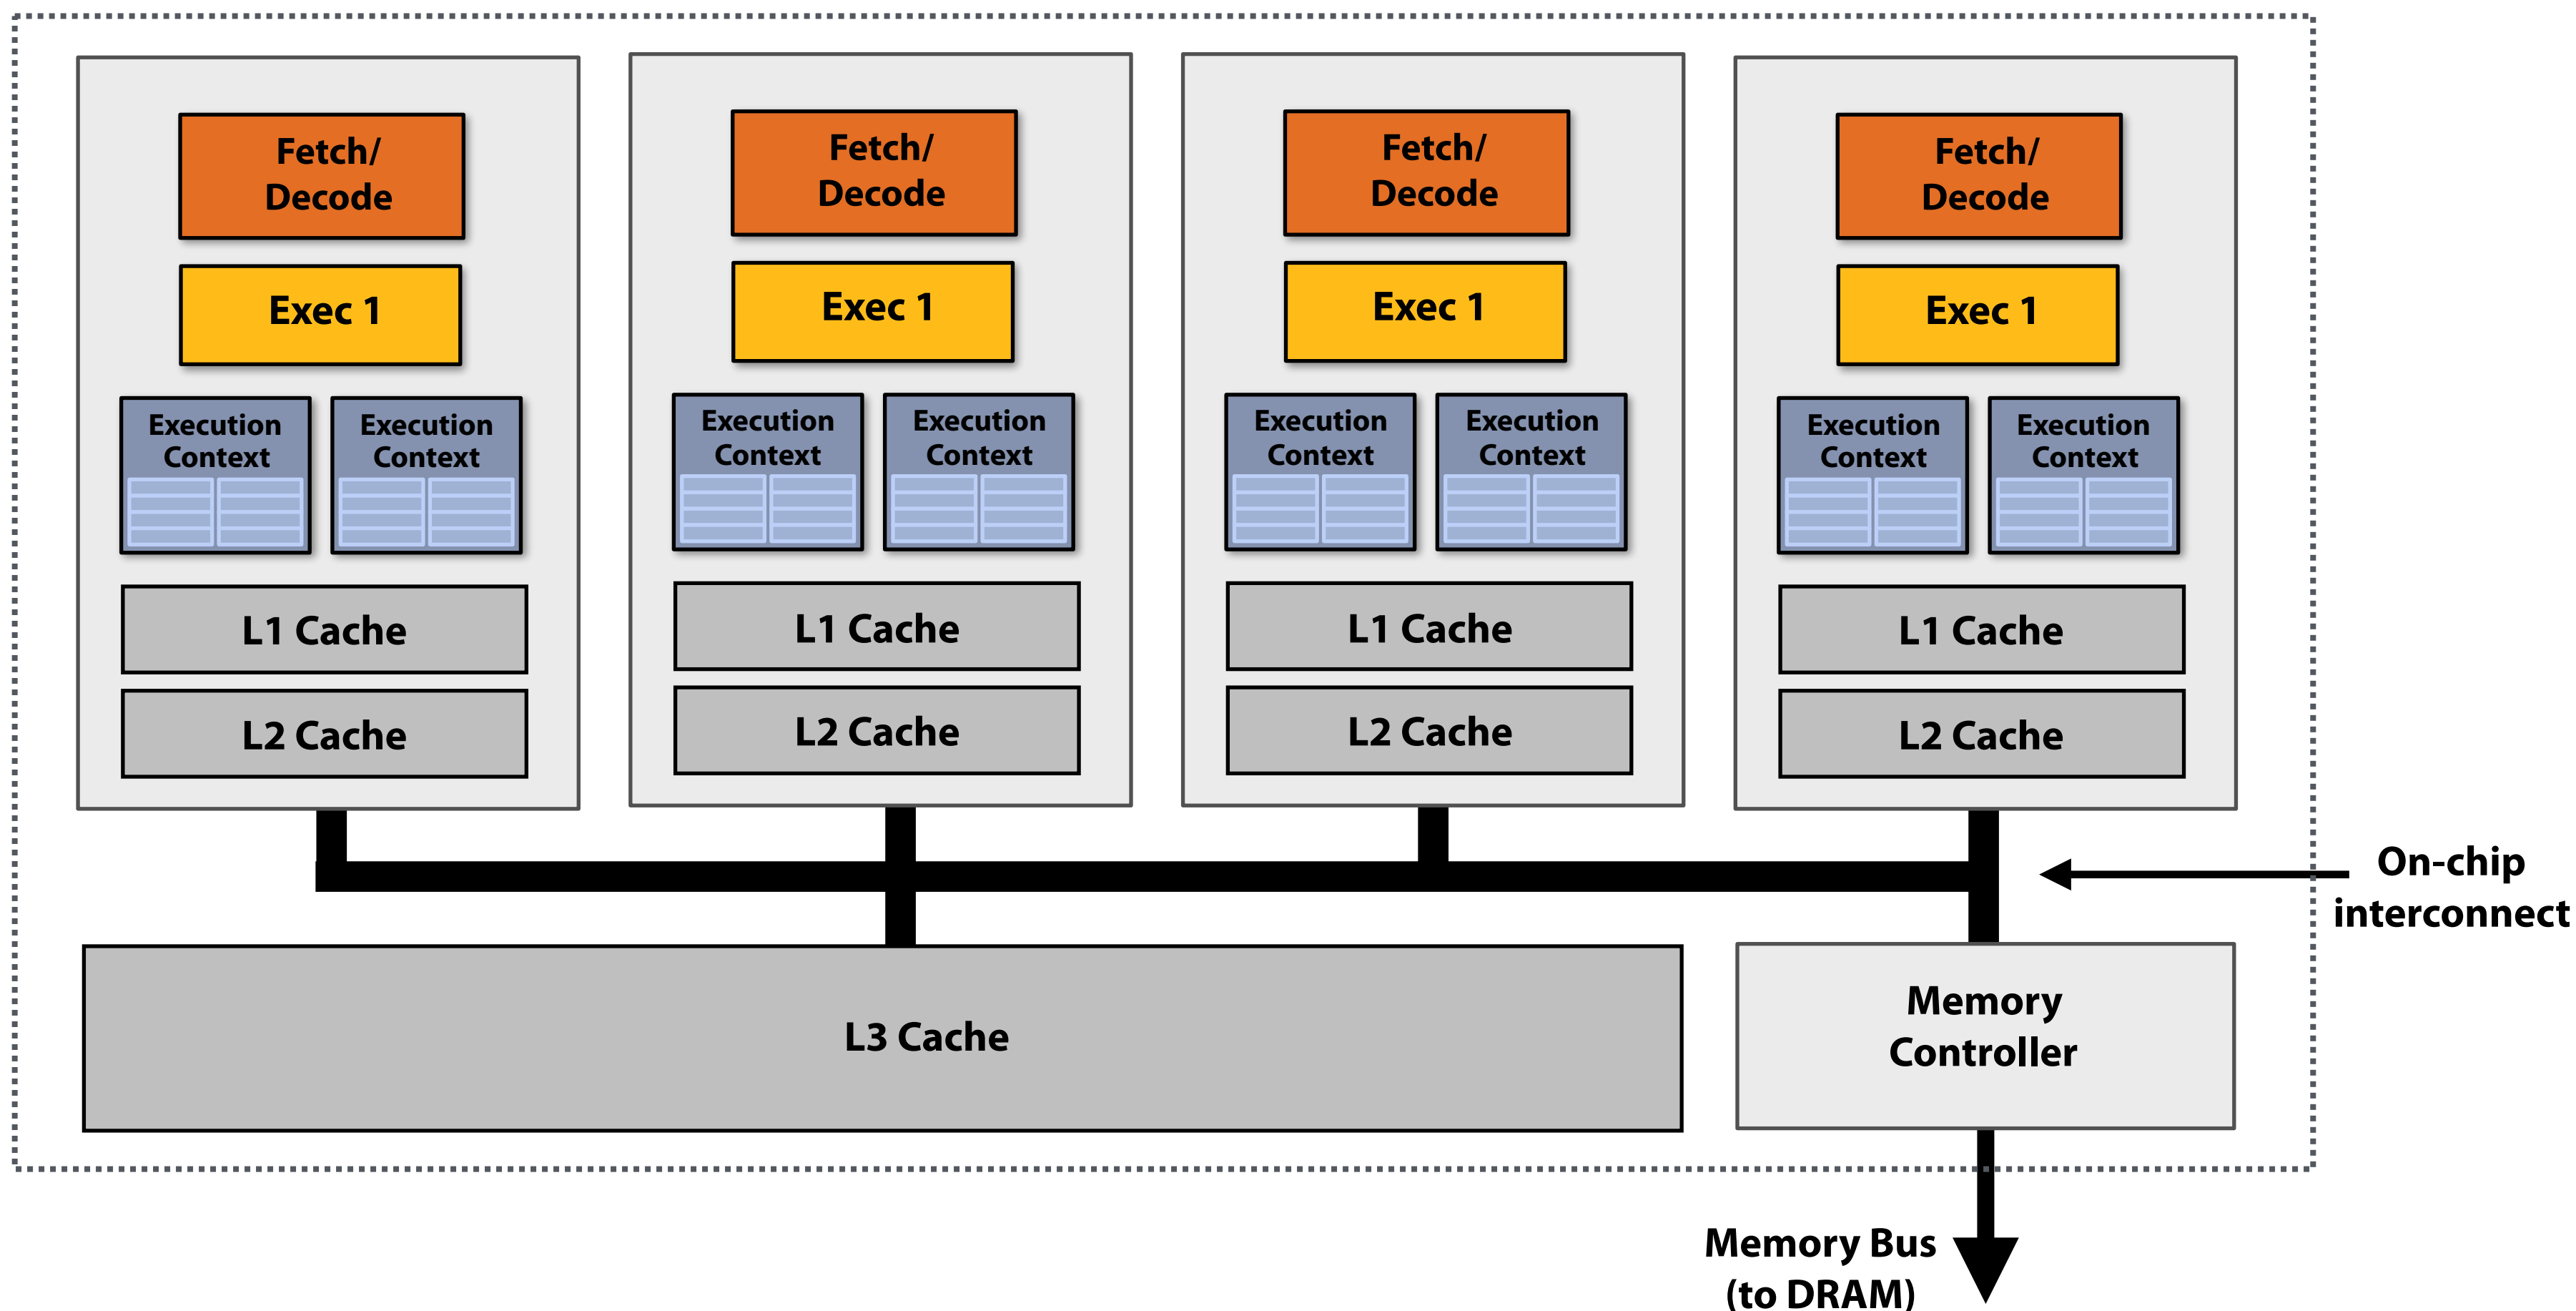 Fetch/
Decode
Exec 1
Execution
Context
Execution
Context
L1 Cache
L2 Cache
Fetch/
Decode
Exec 1
Execution
Context
Execution
Context
L1 Cache
L2 Cache
Fetch/
Decode
Exec 1
Execution
Context
Execution
Context
L1 Cache
L2 Cache
Fetch/
Decode
Exec 1
Execution
Context
Execution
Context
L1 Cache
L2 Cache
On-chip
interconnect
L3 Cache
Memory
Controller
Memory Bus
(to DRAM)